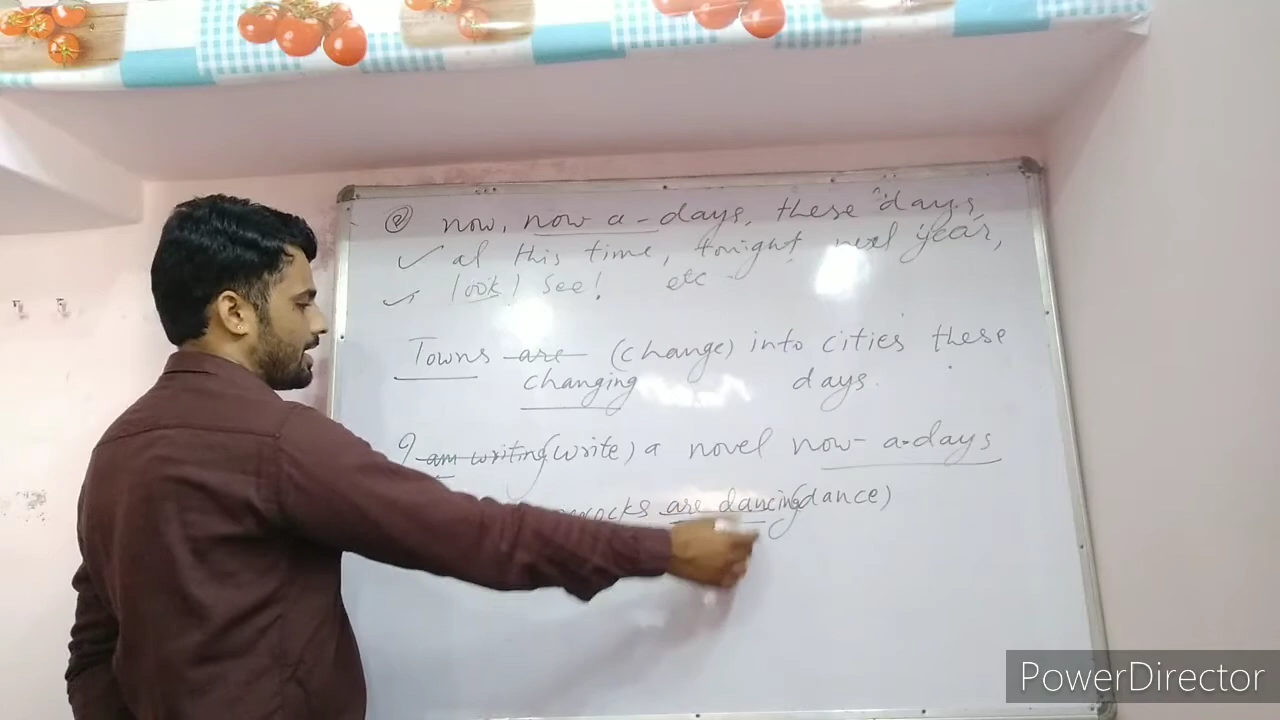 ② now, now-a-days, these days,
✓ at this time, tonight, next year,
✓ look! See! etc.
Towns are (change) into cities these
changing days.
I am writing (write) a novel now-a-days
are dancing (dance)
PowerDirector